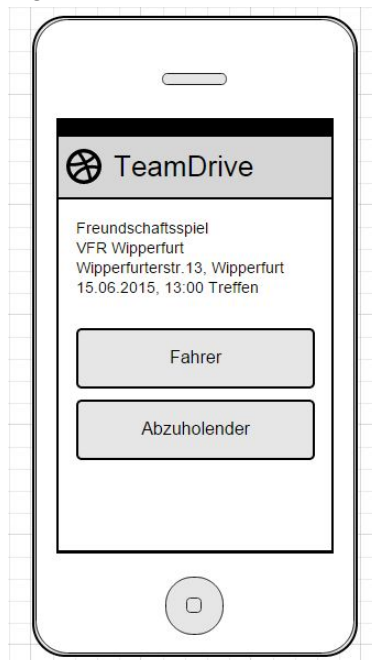 TeamDrive
Freundschaftsspiel
VFR Wipperfurt
Wipperfurterstr.13, Wipperfurt
15.06.2015, 13:00 Treffen
Fahrer
Abzuholender